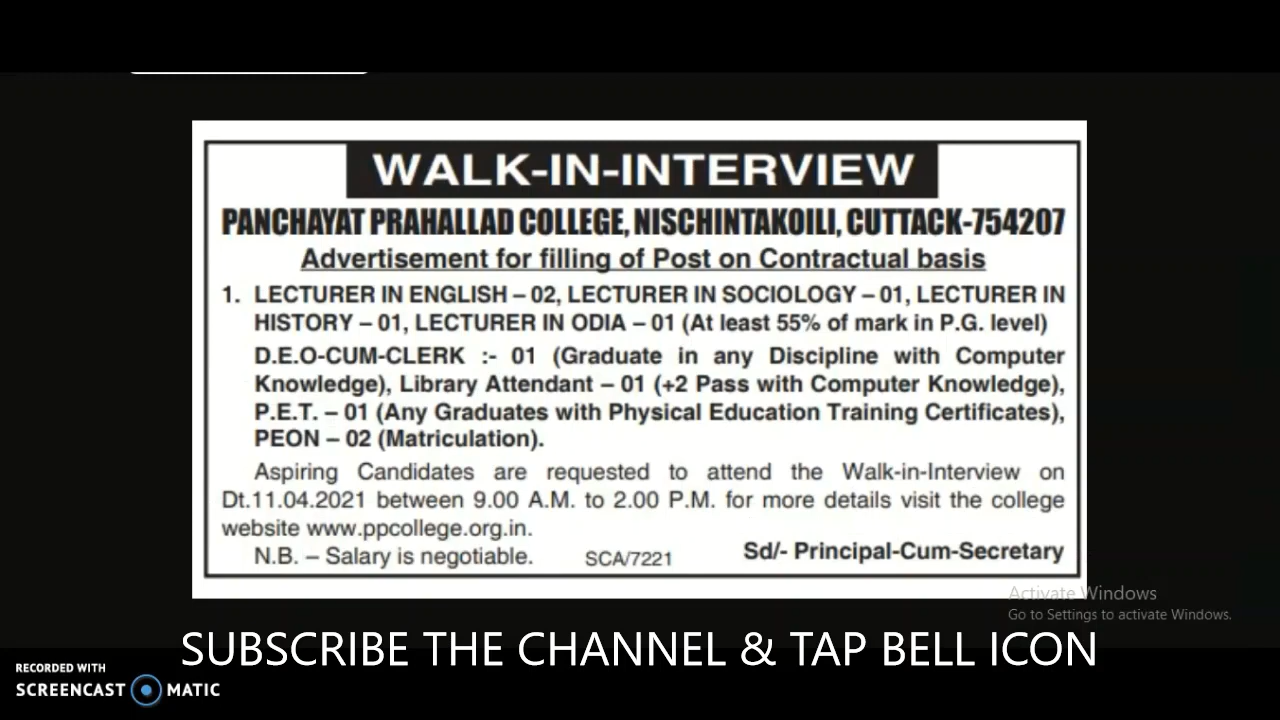 WALK-IN-INTERVIEW
PANCHAYAT PRAHALLAD COLLEGE, NISCHINTAKOILI, CUTTACK-754207
Advertisement for filling of Post on Contractual basis
1. LECTURER IN ENGLISH – 02, LECTURER IN SOCIOLOGY – 01, LECTURER IN
HISTORY – 01, LECTURER IN ODIA – 01 (At least 55% of mark in P.G. level)
D.E.O-CUM-CLERK :- 01 (Graduate in any Discipline with Computer
Knowledge), Library Attendant – 01 (+2 Pass with Computer Knowledge),
P.E.T. – 01 (Any Graduates with Physical Education Training Certificates),
PEON – 02 (Matriculation).
Aspiring Candidates are requested to attend the Walk-in-Interview on
Dt.11.04.2021 between 9.00 A.M. to 2.00 P.M. for more details visit the college
website www.ppcollege.org.in.
N.B. – Salary is negotiable. SCA/7221 Sd/- Principal-Cum-Secretary
Activate Windows
Go to Settings to activate Windows.
SUBSCRIBE THE CHANNEL & TAP BELL ICON
RECORDED WITH
SCREENCAST MATIC